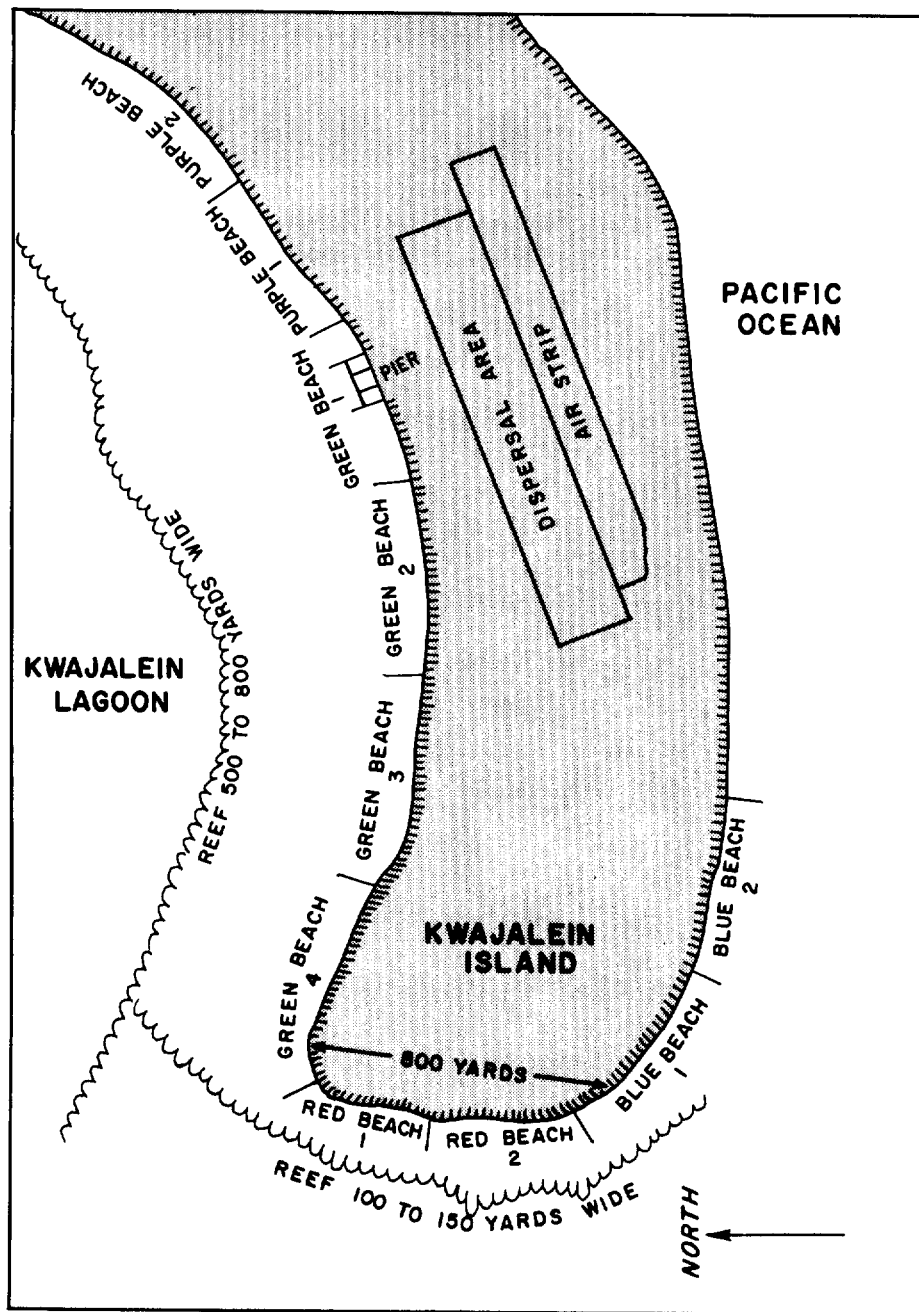 PURPLE BEACH
2
PURPLE BEACH
1
GREEN BEACH
1
PIER
GREEN BEACH
2
GREEN BEACH
3
GREEN BEACH
4
RED BEACH
1
RED BEACH
2
BLUE BEACH
1
BLUE BEACH
2
DISPERSAL AREA
AIR STRIP
PACIFIC
OCEAN
KWAJALEIN
LAGOON
REEF 500 TO 800 YARDS WIDE
KWAJALEIN
ISLAND
800 YARDS
REEF 100 TO 150 YARDS WIDE
NORTH